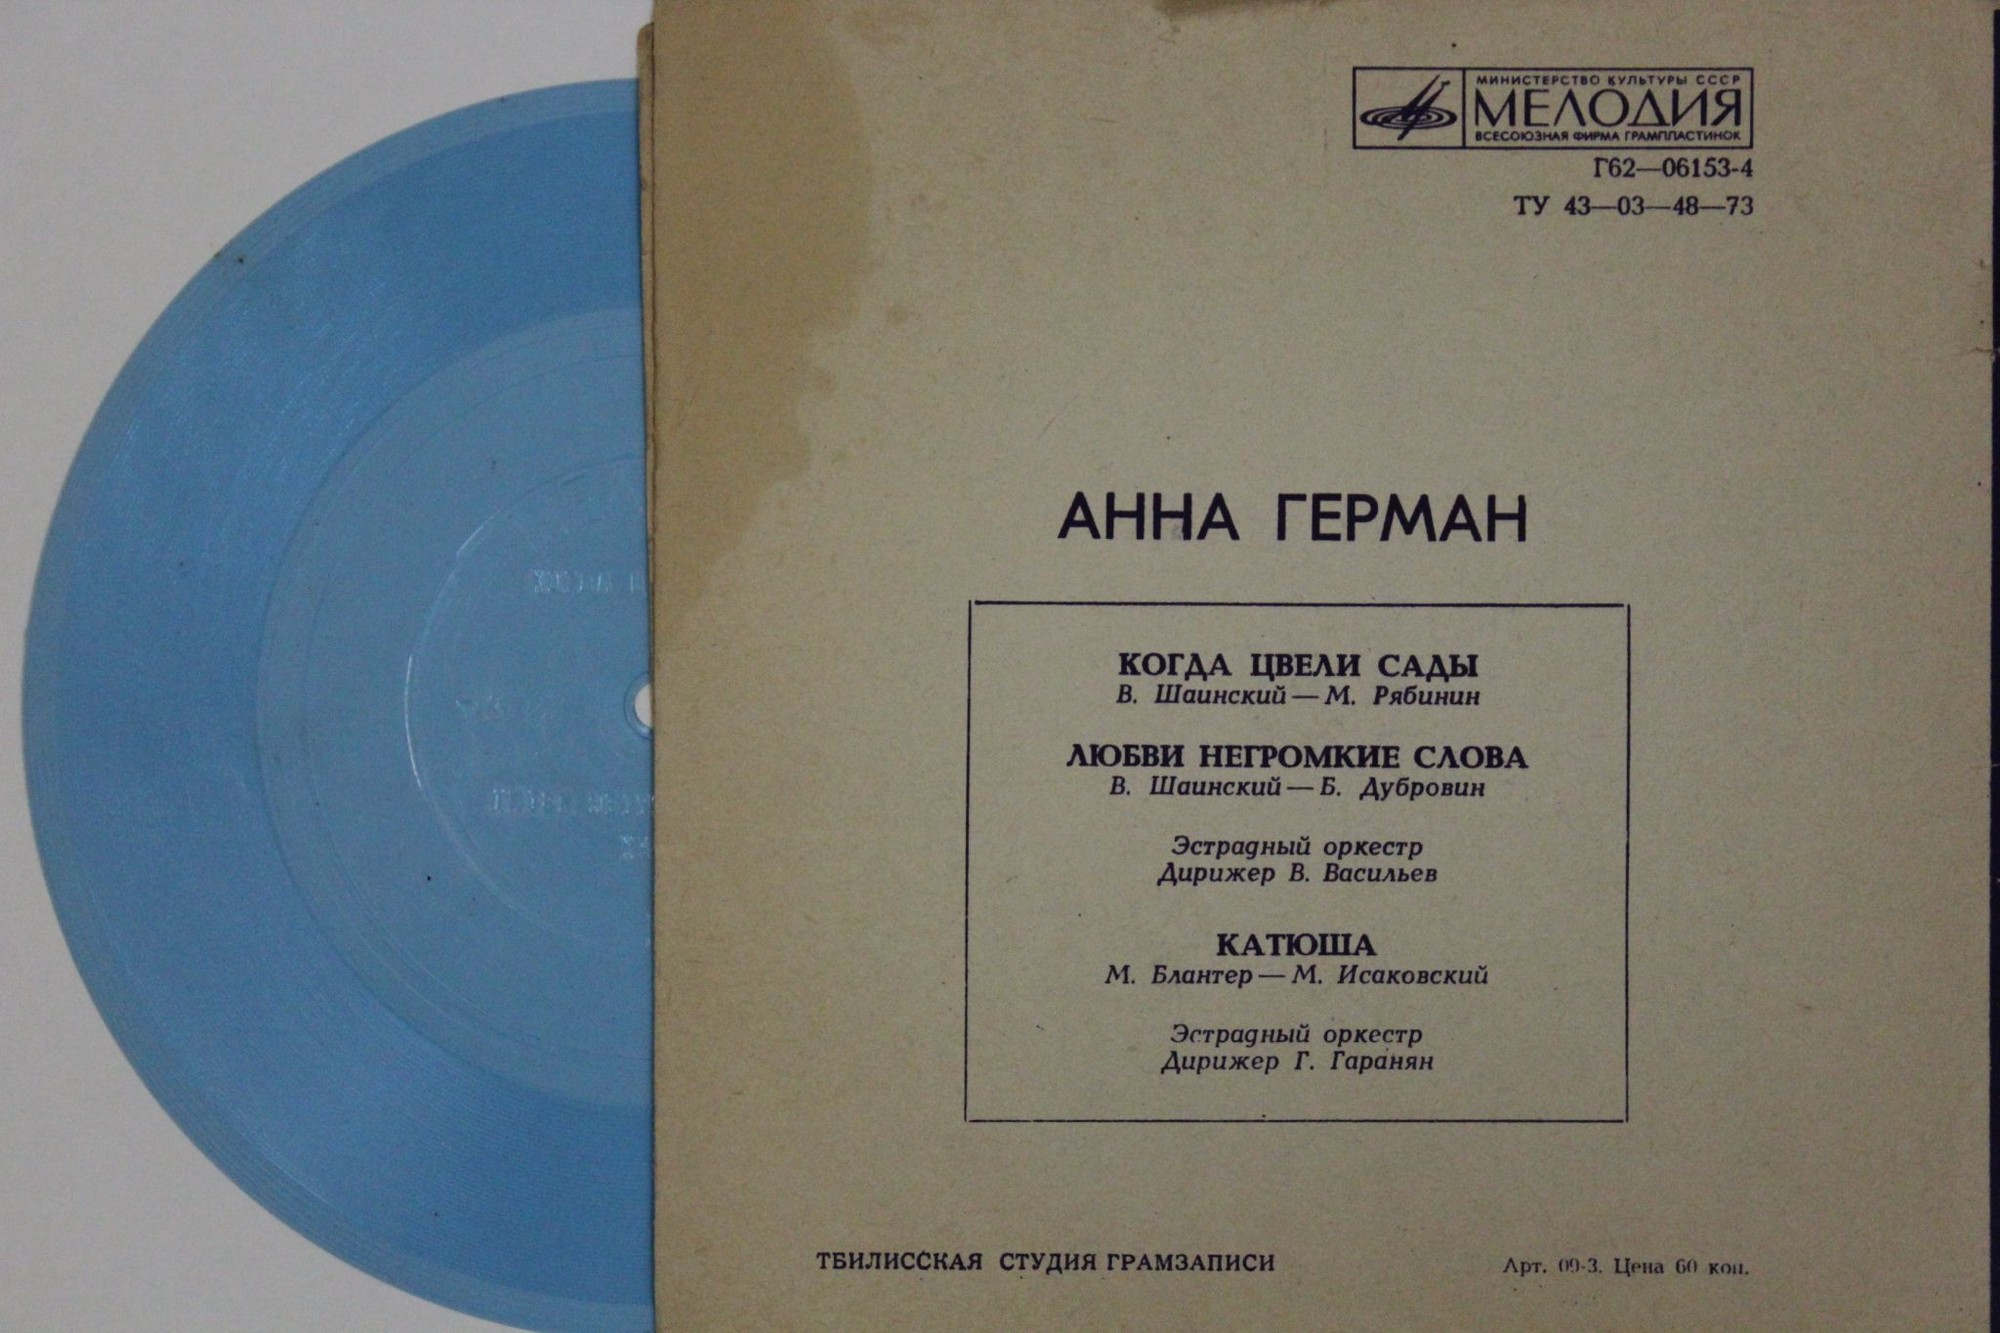 МИНИСТЕРСТВО КУЛЬТУРЫ СССР
МЕЛОДИЯ
ВСЕСОЮЗНАЯ ФИРМА ГРАМПЛАСТИНОК
Г62—06153-4
ТУ 43—03—48—73
АННА ГЕРМАН
КОГДА ЦВЕЛИ САДЫ
В. Шаинский — М. Рябинин
ЛЮБВИ НЕГРОМКИЕ СЛОВА
В. Шаинский — Б. Дубровин
Эстрадный оркестр
Дирижер В. Васильев
КАТЮША
М. Блантер — М. Исаковский
Эстрадный оркестр
Дирижер Г. Гаранян
ТБИЛИССКАЯ СТУДИЯ ГРАМЗАПИСИ
Арт. 09-3. Цена 60 коп.